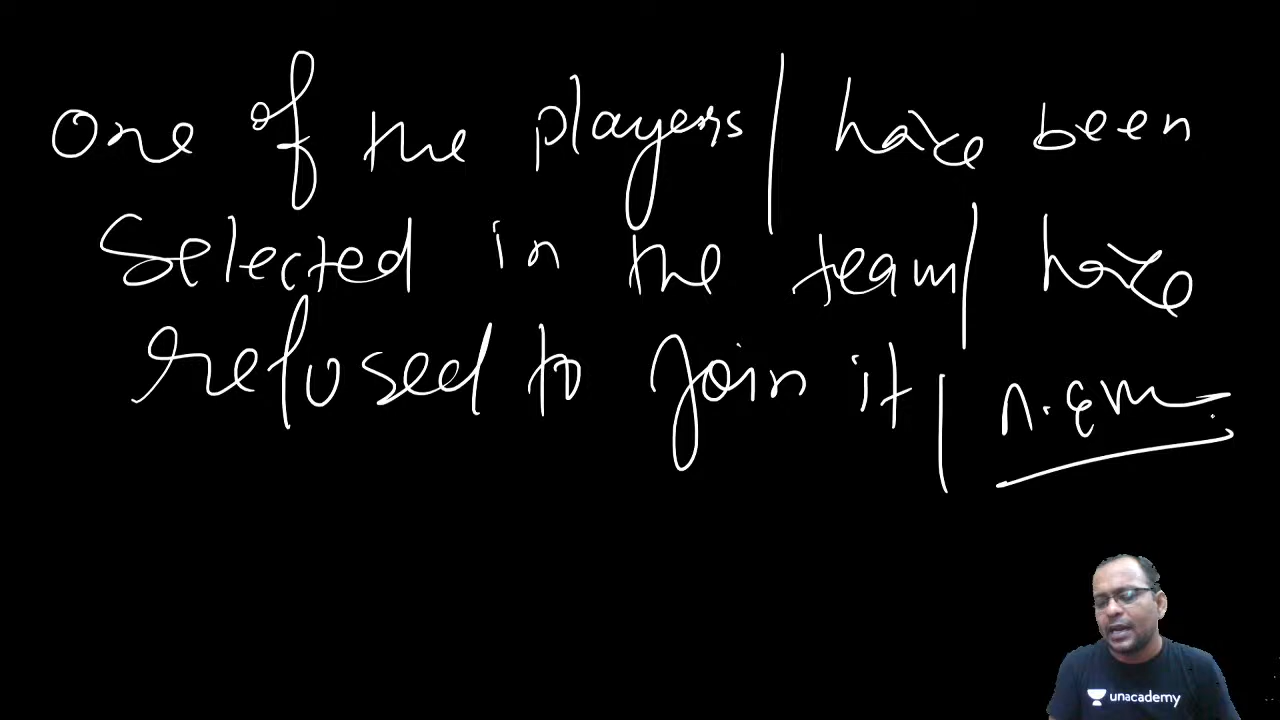 One of the players / have been
Selected in the team / have
refused to join it /
unacademy